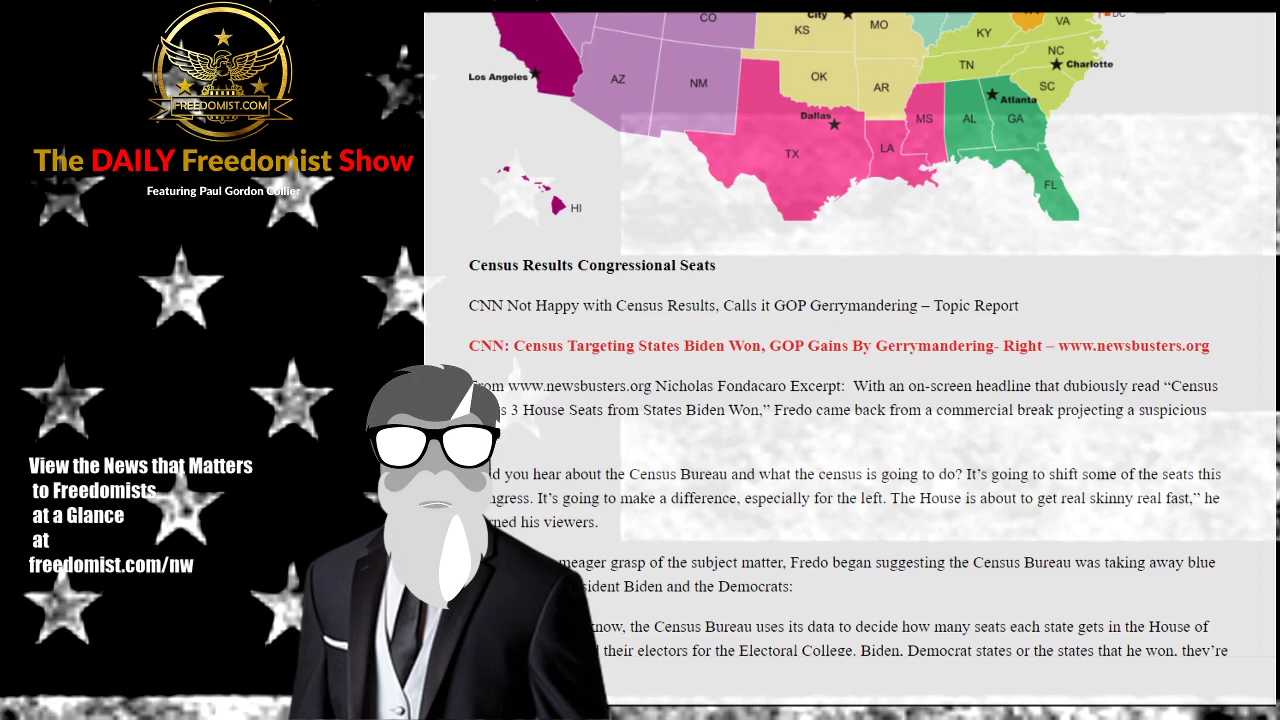 FREEDOMIST.COM
The DAILY Freedomist Show
Featuring Paul Gordon Collier
View the News that Matters
to Freedomists
at a Glance
at
freedomist.com/nw
CO
City
KS
MO
KY
VA
DC
NC
Charlotte
TN
SC
Los Angeles
AZ
NM
OK
AR
Atlanta
Dallas
MS
AL
GA
TX
LA
FL
HI
Census Results Congressional Seats
CNN Not Happy with Census Results, Calls it GOP Gerrymandering – Topic Report
CNN: Census Targeting States Biden Won, GOP Gains By Gerrymandering- Right – www.newsbusters.org
From www.newsbusters.org Nicholas Fondacaro Excerpt: With an on-screen headline that dubiously read “Census
3 House Seats from States Biden Won,” Fredo came back from a commercial break projecting a suspicious
you hear about the Census Bureau and what the census is going to do? It’s going to shift some of the seats this
It’s going to make a difference, especially for the left. The House is about to get real skinny real fast,” he
his viewers.
meager grasp of the subject matter, Fredo began suggesting the Census Bureau was taking away blue
Biden and the Democrats:
know, the Census Bureau uses its data to decide how many seats each state gets in the House of
their electors for the Electoral College. Biden, Democrat states or the states that he won, they’re